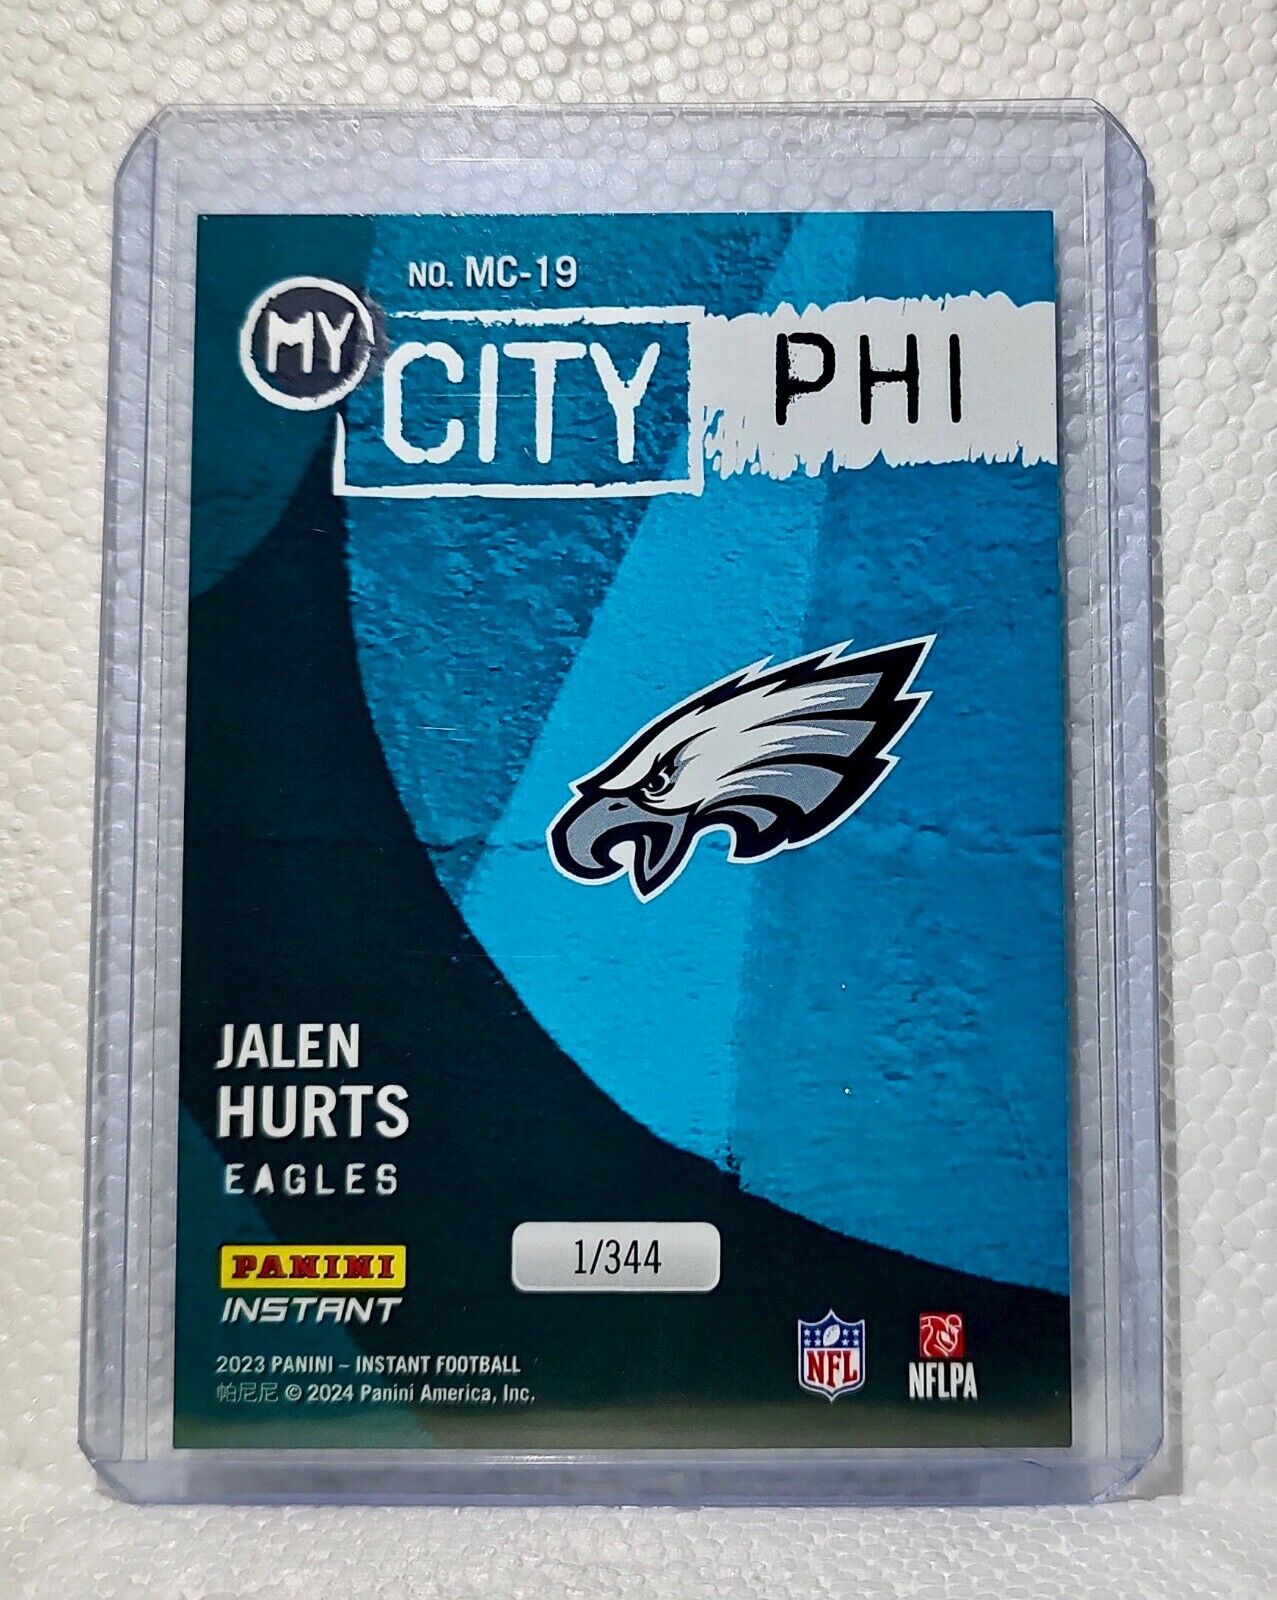 NO. MC-19
MY
CITY
PHI
JALEN
HURTS
EAGLES
PANINI
INSTANT
1/344
2023 PANINI – INSTANT FOOTBALL
帕尼尼 © 2024 Panini America, Inc.
NFL
NFLPA